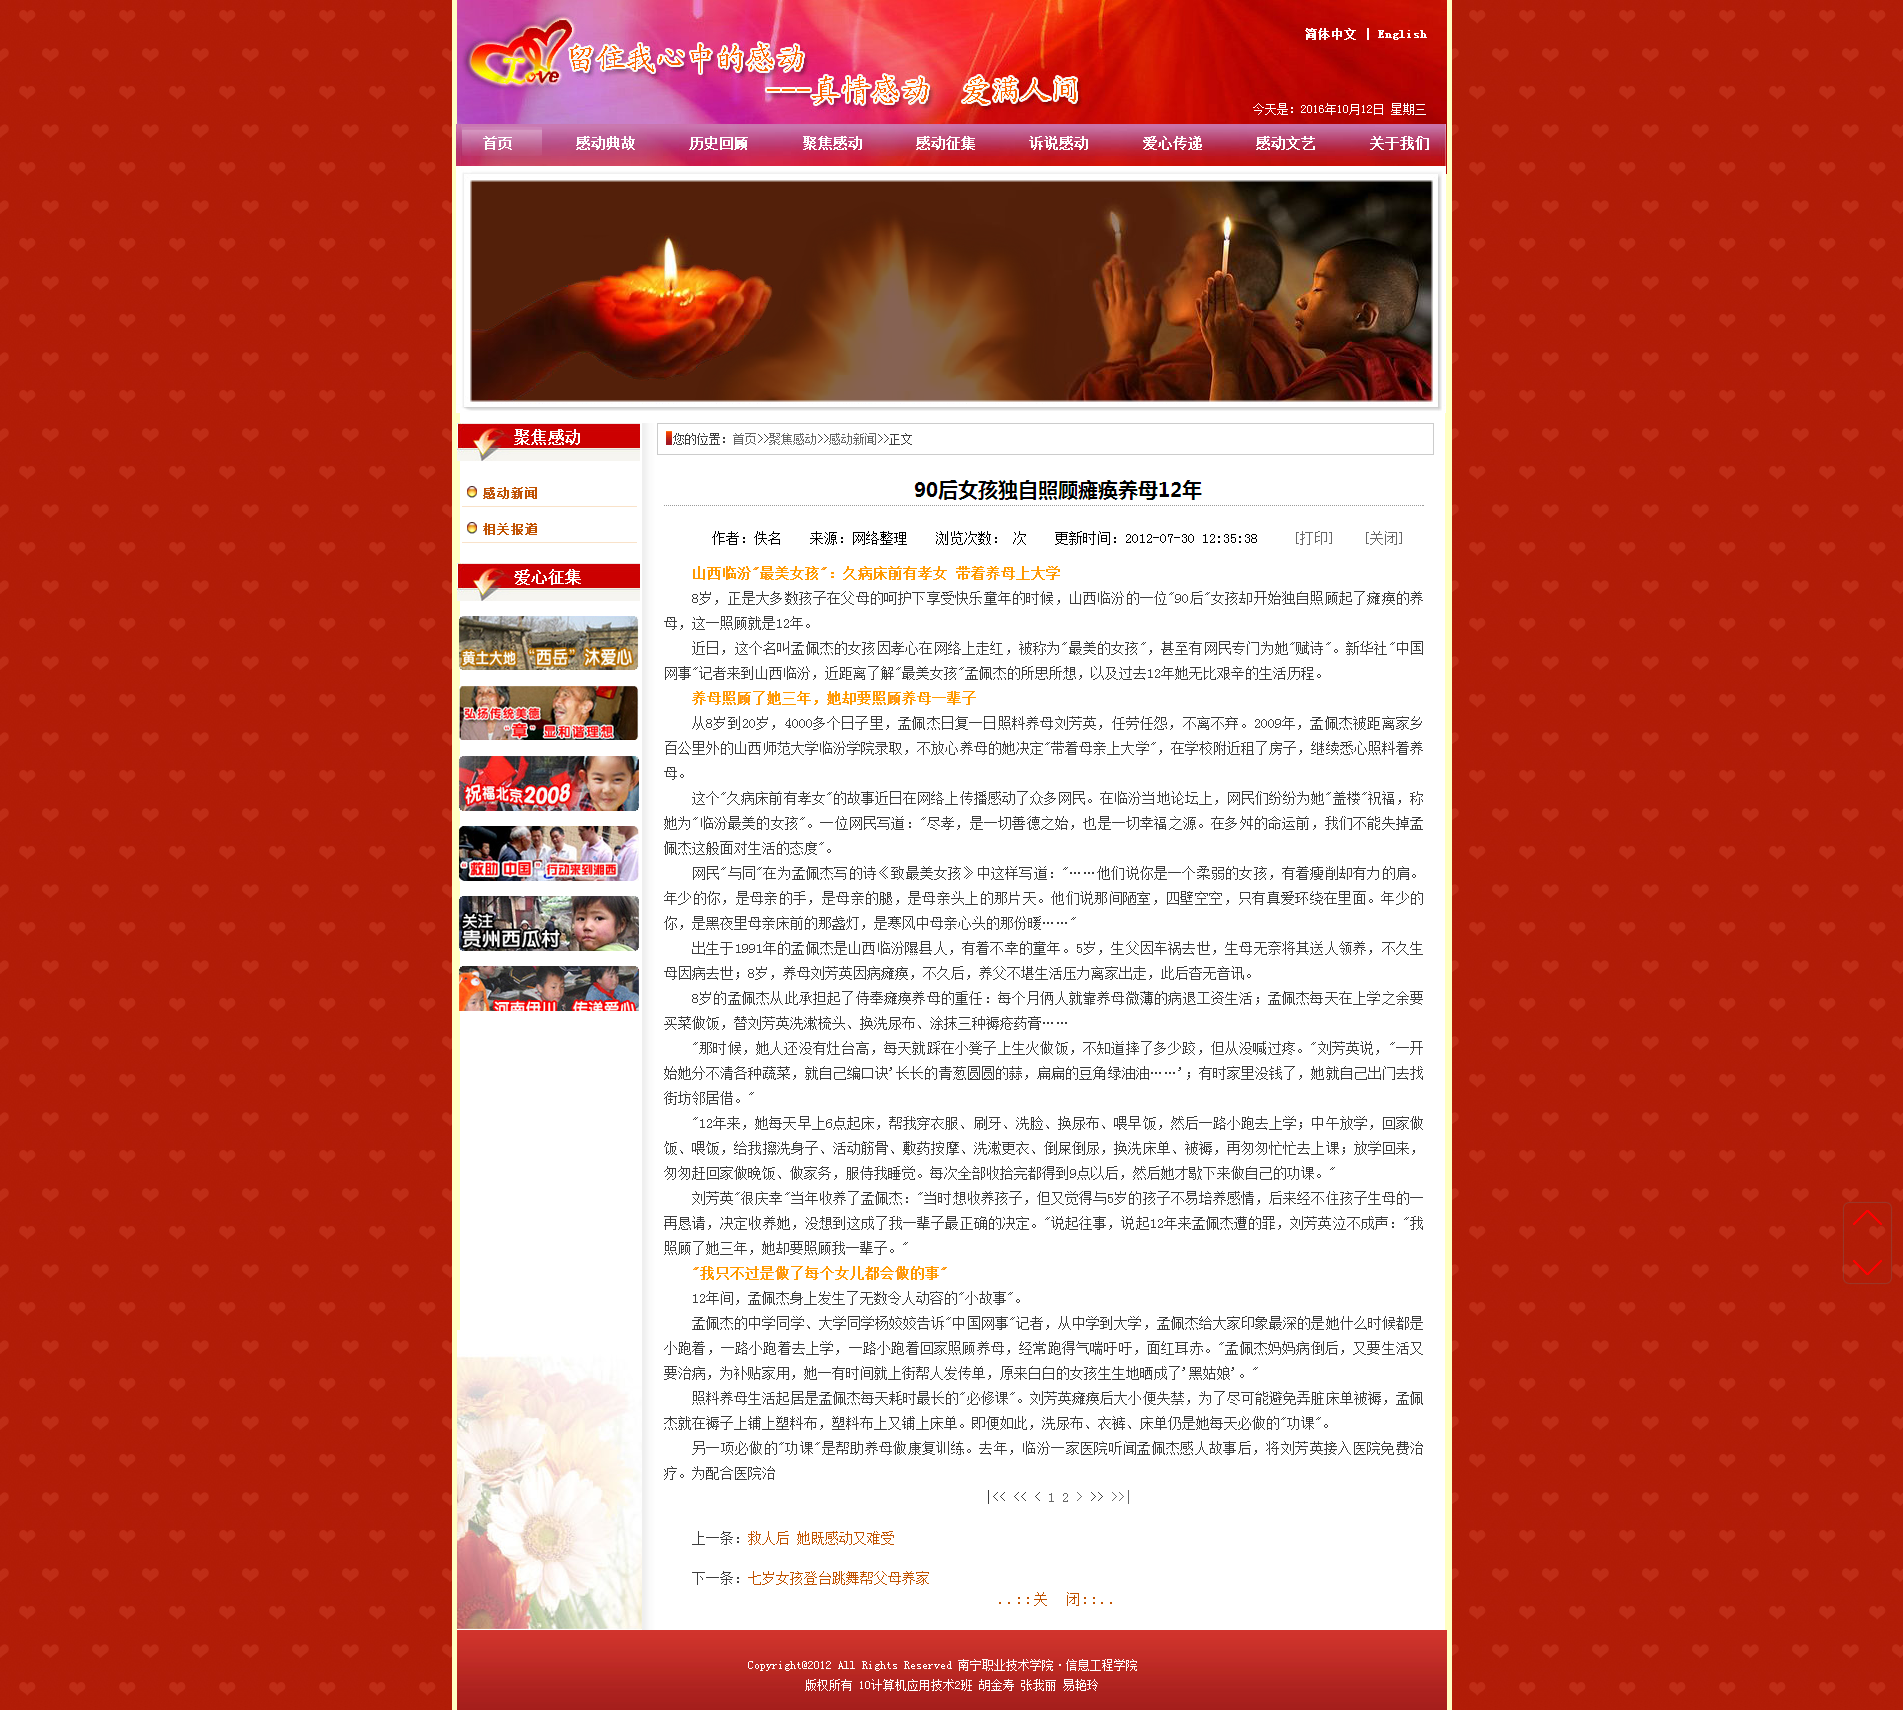 Love
留住我心中的感动
---真情感动 爱满人间
简体中文 | English
今天是：2016年10月12日 星期三
首页 感动典故 历史回顾 聚焦感动 感动征集 诉说感动 爱心传递 感动文艺 关于我们
聚焦感动
感动新闻
相关报道
爱心征集
黄土大地 “西岳” 沐爱心
弘扬传统美德
“章” 显和谐理想
祝福北京2008
“救助 中国” 行动来到湘西
关注
贵州西瓜村
河南伊川 传递爱心
您的位置：首页>>聚焦感动>>感动新闻>>正文
90后女孩独自照顾瘫痪养母12年
作者：佚名 来源：网络整理 浏览次数： 次 更新时间：2012-07-30 12:35:38 [打印] [关闭]
山西临汾"最美女孩"：久病床前有孝女 带着养母上大学
8岁，正是大多数孩子在父母的呵护下享受快乐童年的时候，山西临汾的一位"90后"女孩却开始独自照顾起了瘫痪的养
母，这一照顾就是12年。
近日，这个名叫孟佩杰的女孩因孝心在网络上走红，被称为"最美的女孩"，甚至有网民专门为她"赋诗"。新华社"中国
网事"记者来到山西临汾，近距离了解"最美女孩"孟佩杰的所思所想，以及过去12年她无比艰辛的生活历程。
养母照顾了她三年，她却要照顾养母一辈子
从8岁到20岁，4000多个日子里，孟佩杰日复一日照料养母刘芳英，任劳任怨，不离不弃。2009年，孟佩杰被距离家乡
百公里外的山西师范大学临汾学院录取，不放心养母的她决定"带着母亲上大学"，在学校附近租了房子，继续悉心照料着养
母。
这个"久病床前有孝女"的故事近日在网络上传播感动了众多网民。在临汾当地论坛上，网民们纷纷为她"盖楼"祝福，称
她为"临汾最美的女孩"。一位网民写道："尽孝，是一切善德之始，也是一切幸福之源。在多舛的命运前，我们不能失掉孟
佩杰这般面对生活的态度"。
网民"与同"在为孟佩杰写的诗《致最美女孩》中这样写道："……他们说你是一个柔弱的女孩，有着瘦削却有力的肩。
年少的你，是母亲的手，是母亲的腿，是母亲头上的那片天。他们说那间陋室，四壁空空，只有真爱环绕在里面。年少的
你，是黑夜里母亲床前的那盏灯，是寒风中母亲心头的那份暖……"
出生于1991年的孟佩杰是山西临汾隰县人，有着不幸的童年。5岁，生父因车祸去世，生母无奈将其送人领养，不久生
母因病去世；8岁，养母刘芳英因病瘫痪，不久后，养父不堪生活压力离家出走，此后杳无音讯。
8岁的孟佩杰从此承担起了侍奉瘫痪养母的重任：每个月俩人就靠养母微薄的病退工资生活；孟佩杰每天在上学之余要
买菜做饭，替刘芳英洗漱梳头、换洗尿布、涂抹三种褥疮药膏……
"那时候，她人还没有灶台高，每天就踩在小凳子上生火做饭，不知道摔了多少跤，但从没喊过疼。"刘芳英说，"一开
始她分不清各种蔬菜，就自己编口诀'长长的青葱圆圆的蒜，扁扁的豆角绿油油……'；有时家里没钱了，她就自己出门去找
街坊邻居借。"
"12年来，她每天早上6点起床，帮我穿衣服、刷牙、洗脸、换尿布、喂早饭，然后一路小跑去上学；中午放学，回家做
饭、喂饭，给我擦洗身子、活动筋骨、敷药按摩、洗漱更衣、倒屎倒尿，换洗床单、被褥，再匆匆忙忙去上课；放学回来，
匆匆赶回家做晚饭、做家务，服侍我睡觉。每次全部收拾完都得到9点以后，然后她才歇下来做自己的功课。"
刘芳英"很庆幸"当年收养了孟佩杰："当时想收养孩子，但又觉得与5岁的孩子不易培养感情，后来经不住孩子生母的一
再恳请，决定收养她，没想到这成了我一辈子最正确的决定。"说起往事，说起12年来孟佩杰遭的罪，刘芳英泣不成声："我
照顾了她三年，她却要照顾我一辈子。"
"我只不过是做了每个女儿都会做的事"
12年间，孟佩杰身上发生了无数令人动容的"小故事"。
孟佩杰的中学同学、大学同学杨姣姣告诉"中国网事"记者，从中学到大学，孟佩杰给大家印象最深的是她什么时候都是
小跑着，一路小跑着去上学，一路小跑着回家照顾养母，经常跑得气喘吁吁，面红耳赤。"孟佩杰妈妈病倒后，又要生活又
要治病，为补贴家用，她一有时间就上街帮人发传单，原来白白的女孩生生地晒成了'黑姑娘'。"
照料养母生活起居是孟佩杰每天耗时最长的"必修课"。刘芳英瘫痪后大小便失禁，为了尽可能避免弄脏床单被褥，孟佩
杰就在褥子上铺上塑料布，塑料布上又铺上床单。即便如此，洗尿布、衣裤、床单仍是她每天必做的"功课"。
另一项必做的"功课"是帮助养母做康复训练。去年，临汾一家医院听闻孟佩杰感人故事后，将刘芳英接入医院免费治
疗。为配合医院治
|<< << < 1 2 > >> >>|
上一条：救人后 她既感动又难受
下一条：七岁女孩登台跳舞帮父母养家
..::关 闭::..
Copyright@2012 All Rights Reserved 南宁职业技术学院·信息工程学院
版权所有 10计算机应用技术2班 胡金寿 张我丽 易艳玲